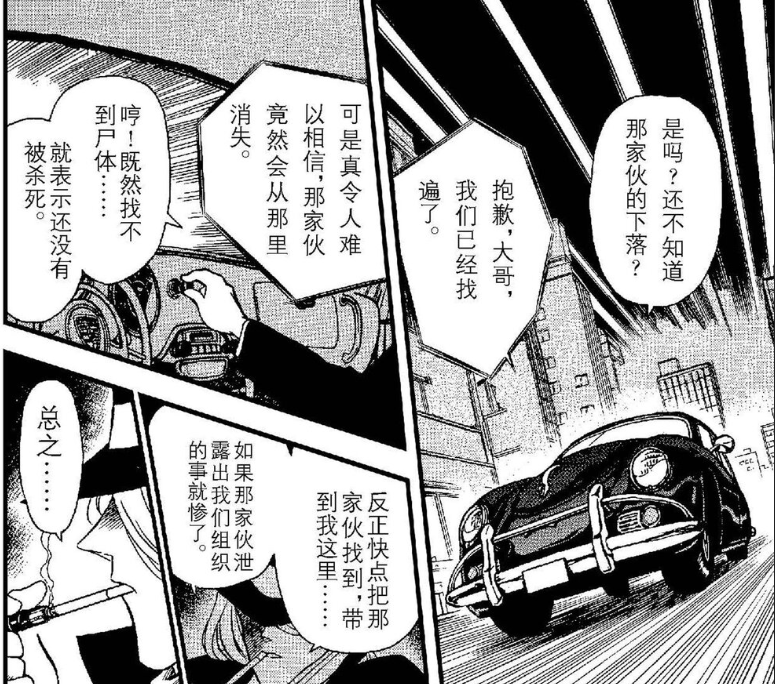 是吗？还不知道
那家伙的下落？
抱歉，大哥，
我们已经找
遍了。
可是真令人难
以相信，那家伙
竟然会从那里
消失。
哼！既然找不
到尸体……
就表示还没有
被杀死。
反正快点把那
家伙找到，带
到我这里……
如果那家伙泄
露出我们组织
的事就惨了。
总之……